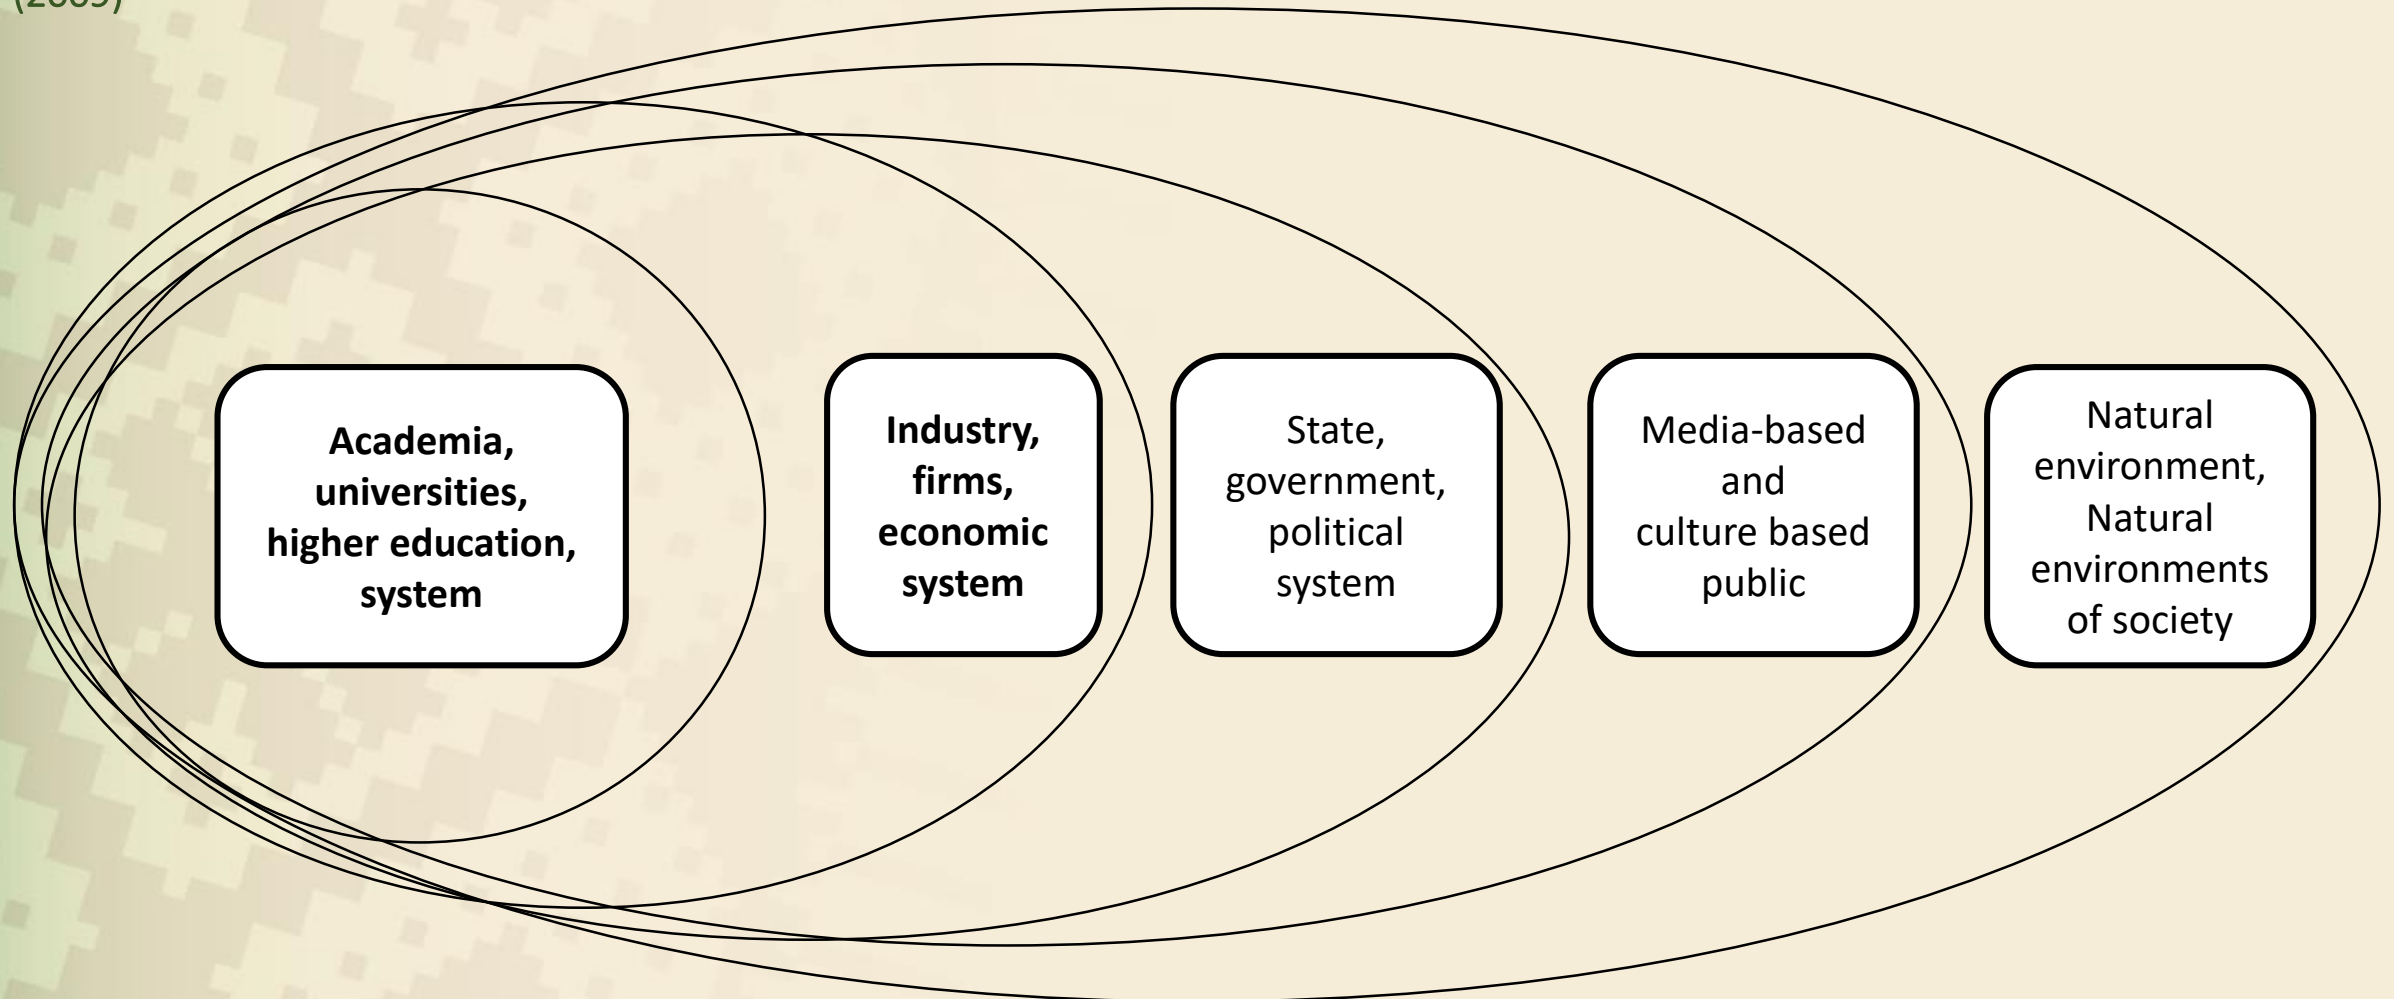 Academia,
universities,
higher education,
system
Industry,
firms,
economic
system
State,
government,
political
system
Media-based
and
culture based
public
Natural
environment,
Natural
environments
of society